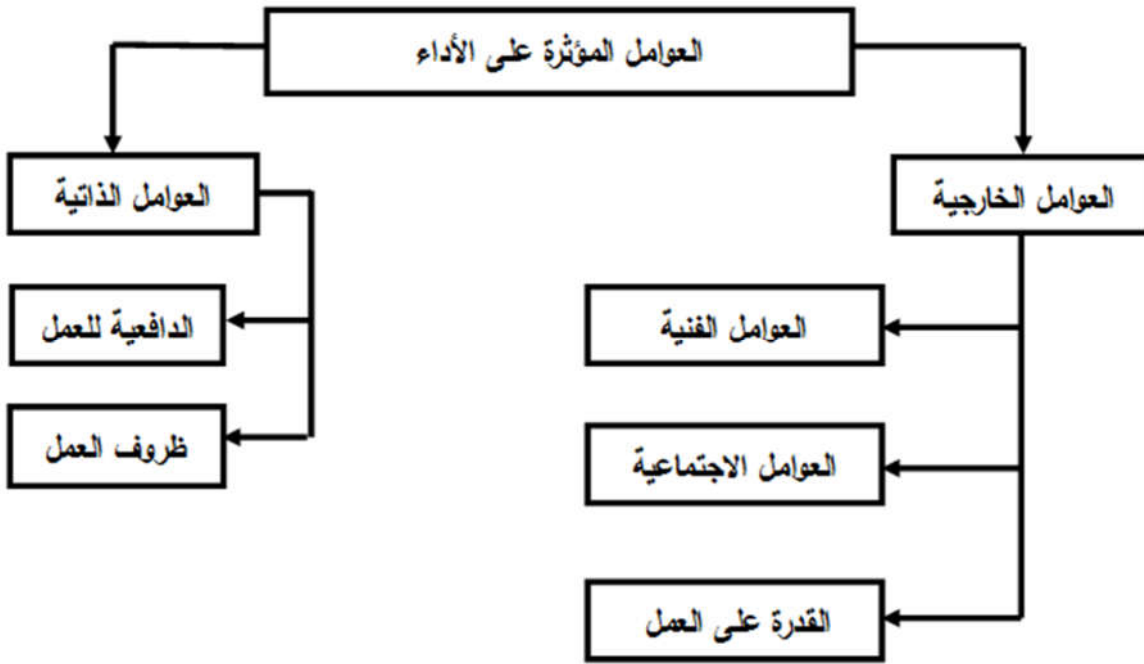 العوامل المؤثرة على الأداء
العوامل الخارجية
العوامل الذاتية
العوامل الفنية
الدافعية للعمل
العوامل الاجتماعية
ظروف العمل
القدرة على العمل